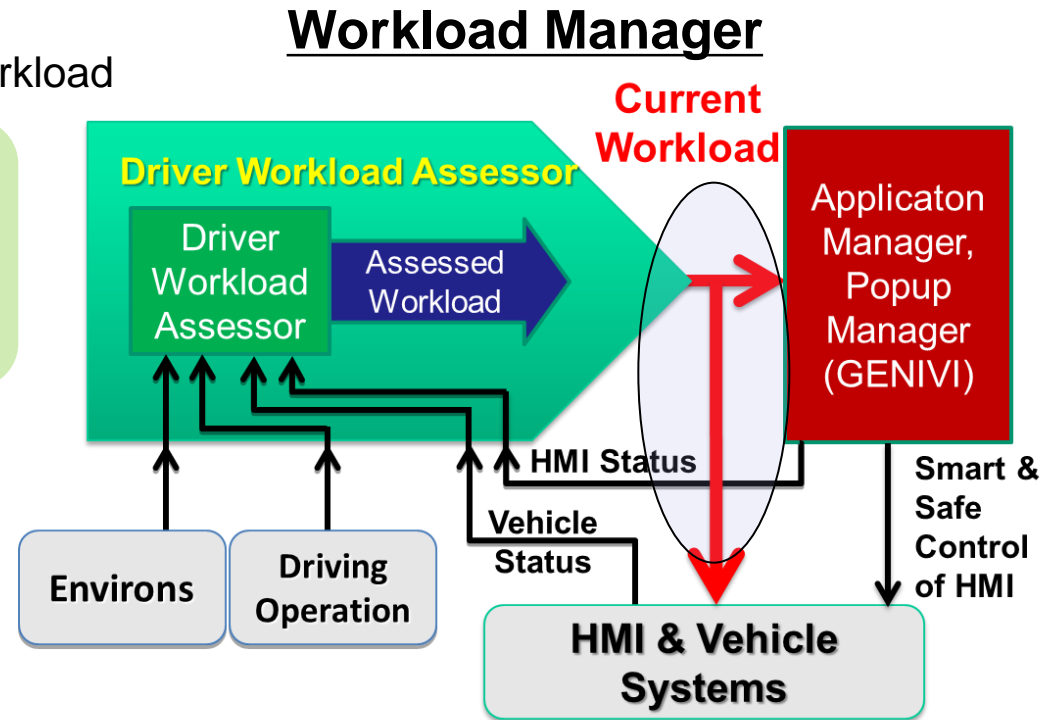 Workload Manager
rkload
Current
Workload
Driver Workload Assessor
Driver
Workload
Assessor
Assessed
Workload
Applicaton
Manager,
Popup
Manager
(GENIVI)
HMI Status
Vehicle
Status
Smart &
Safe
Control
of HMI
Environs
Driving
Operation
HMI & Vehicle
Systems